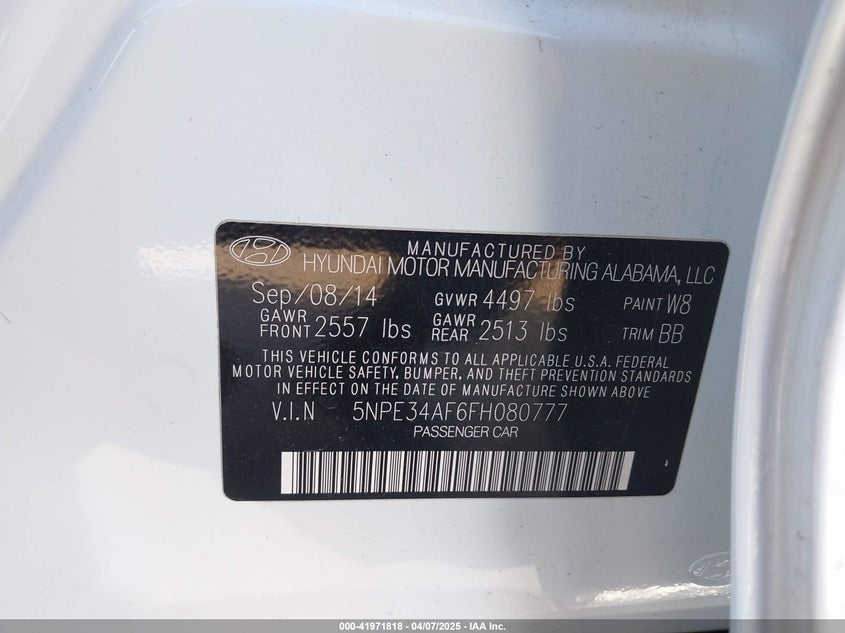 MANUFACTURED BY
HYUNDAI MOTOR MANUFACTURING ALABAMA, LLC
Sep/08/14 GVWR 4497 lbs PAINT W8
GAWR FRONT 2557 lbs GAWR REAR 2513 lbs TRIM BB
THIS VEHICLE CONFORMS TO ALL APPLICABLE U.S.A. FEDERAL
MOTOR VEHICLE SAFETY, BUMPER, AND THEFT PREVENTION STANDARDS
IN EFFECT ON THE DATE OF MANUFACTURE SHOWN ABOVE
V.I.N 5NPE34AF6FH080777
PASSENGER CAR
000-41971818 - 04/07/2025 - IAA Inc.